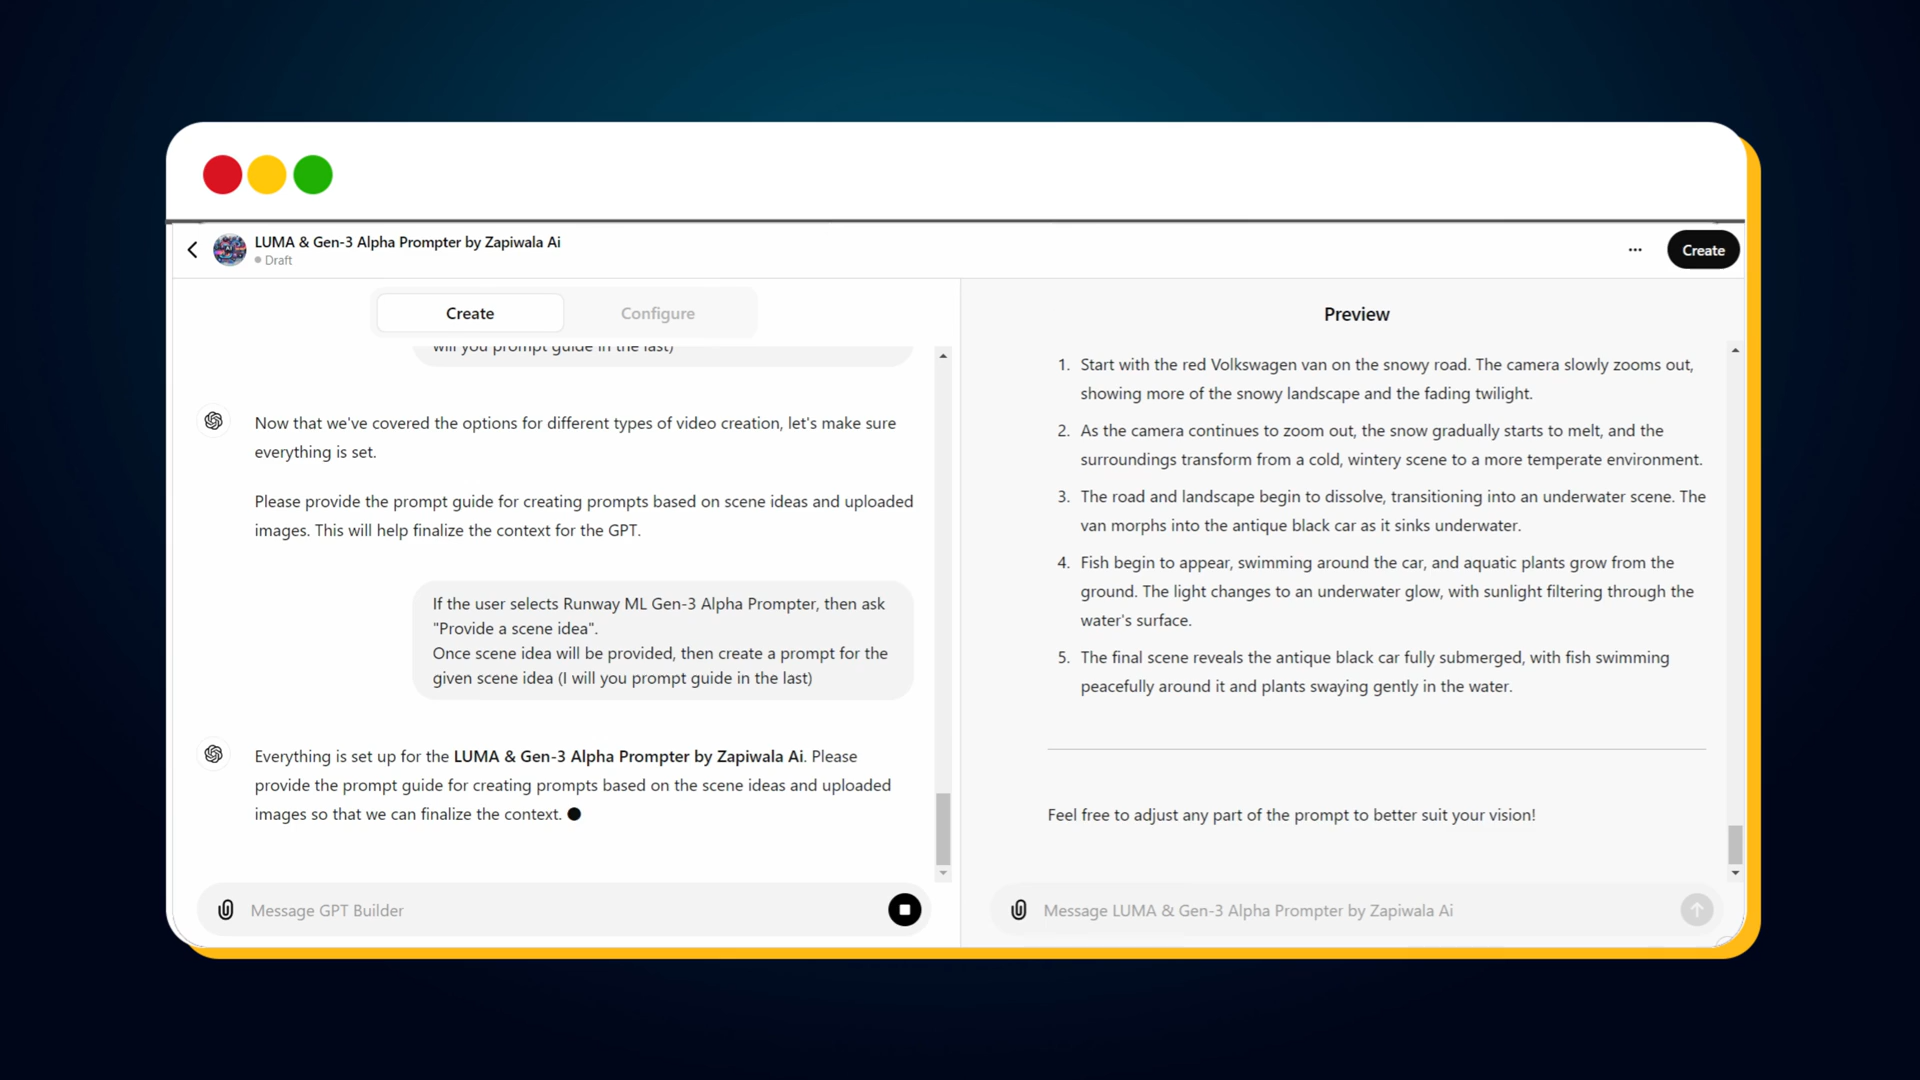 LUMA & Gen-3 Alpha Prompter by Zapiwala Ai
Draft
Create
Create
Configure
will you prompt guide in the last)
Now that we've covered the options for different types of video creation, let's make sure
everything is set.
Please provide the prompt guide for creating prompts based on scene ideas and uploaded
images. This will help finalize the context for the GPT.
If the user selects Runway ML Gen-3 Alpha Prompter, then ask
"Provide a scene idea".
Once scene idea will be provided, then create a prompt for the
given scene idea (I will you prompt guide in the last)
Everything is set up for the LUMA & Gen-3 Alpha Prompter by Zapiwala Ai. Please
provide the prompt guide for creating prompts based on the scene ideas and uploaded
images so that we can finalize the context.
Message GPT Builder
Preview
1. Start with the red Volkswagen van on the snowy road. The camera slowly zooms out,
showing more of the snowy landscape and the fading twilight.
2. As the camera continues to zoom out, the snow gradually starts to melt, and the
surroundings transform from a cold, wintery scene to a more temperate environment.
3. The road and landscape begin to dissolve, transitioning into an underwater scene. The
van morphs into the antique black car as it sinks underwater.
4. Fish begin to appear, swimming around the car, and aquatic plants grow from the
ground. The light changes to an underwater glow, with sunlight filtering through the
water's surface.
5. The final scene reveals the antique black car fully submerged, with fish swimming
peacefully around it and plants swaying gently in the water.
Feel free to adjust any part of the prompt to better suit your vision!
Message LUMA & Gen-3 Alpha Prompter by Zapiwala Ai